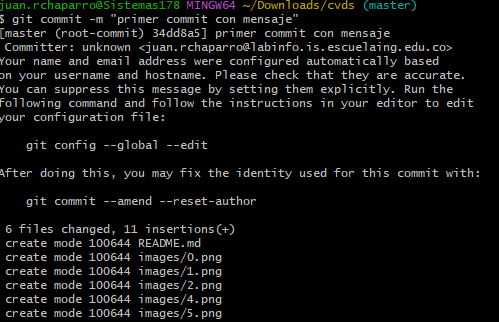 juan.rchaparro@Sistemas178 MINGW64 ~/Downloads/cvds (master)
$ git commit -m "primer commit con mensaje"
[master (root-commit) 34dd8a5] primer commit con mensaje
 Committer: unknown <juan.rchaparro@labinfo.is.escuelaing.edu.co>
Your name and email address were configured automatically based
on your username and hostname. Please check that they are accurate.
You can suppress this message by setting them explicitly. Run the
following command and follow the instructions in your editor to edit
your configuration file:

    git config --global --edit

After doing this, you may fix the identity used for this commit with:

    git commit --amend --reset-author

 6 files changed, 11 insertions(+)
 create mode 100644 README.md
 create mode 100644 images/0.png
 create mode 100644 images/1.png
 create mode 100644 images/2.png
 create mode 100644 images/4.png
 create mode 100644 images/5.png